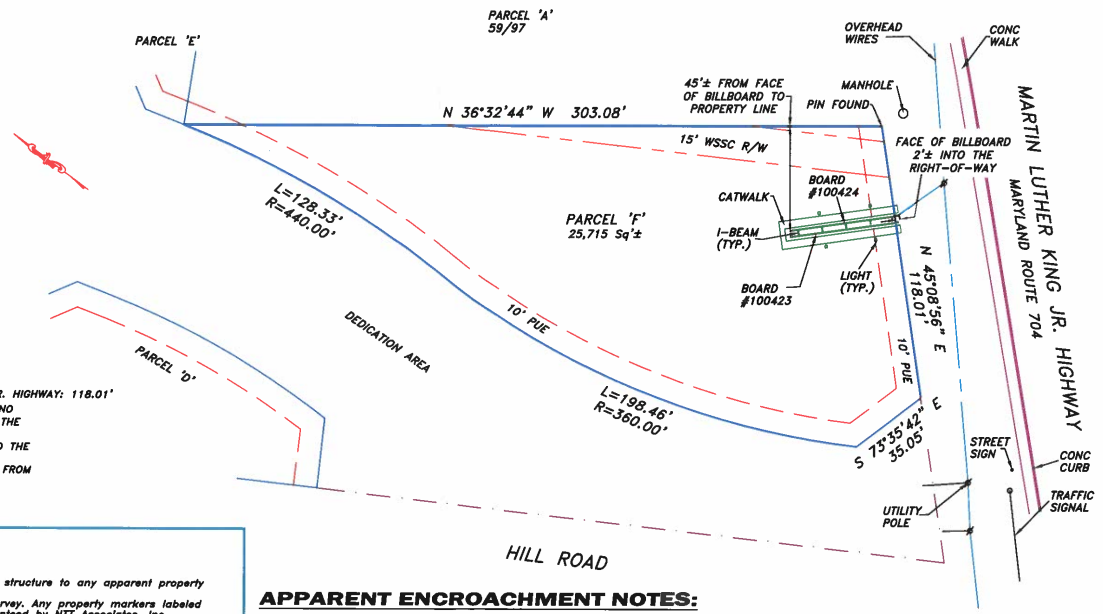 PARCEL 'A'
59/97
PARCEL 'E'
OVERHEAD
WIRES
CONC
WALK
45'± FROM FACE
OF BILLBOARD TO
PROPERTY LINE
MANHOLE
PIN FOUND
N 36°32'44" W 303.08'
15' WSSC R/W
FACE OF BILLBOARD
2'± INTO THE
RIGHT-OF-WAY
MARTIN LUTHER KING JR. HIGHWAY
MARYLAND ROUTE 704
L=128.33'
R=440.00'
PARCEL 'F'
25,715 Sq'±
CATWALK
BOARD
#100424
I-BEAM
(TYP.)
BOARD
#100423
LIGHT
(TYP.)
N 45°08'56" E
118.01'
10' PUE
10' PUE
DEDICATION AREA
PARCEL 'D'
L=198.46'
R=360.00'
S 73°35'42" E
35.05'
R. HIGHWAY: 118.01'
NO
THE
THE
FROM
STREET
SIGN
CONC
CURB
UTILITY
POLE
TRAFFIC
SIGNAL
HILL ROAD
structure to any apparent property
rvey. Any property markers labeled
by NTT Associates, Inc.
APPARENT ENCROACHMENT NOTES: